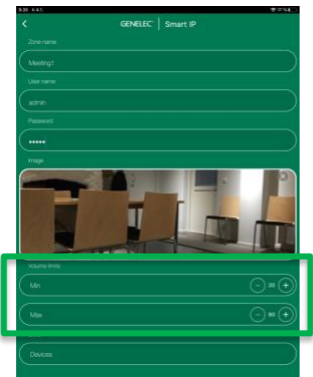 GENELEC | Smart IP
Zone name
Meeting1
User name
admin
Password
•••••
Image
Volume limits
Min - 20 +
Max - 80 +
Devices